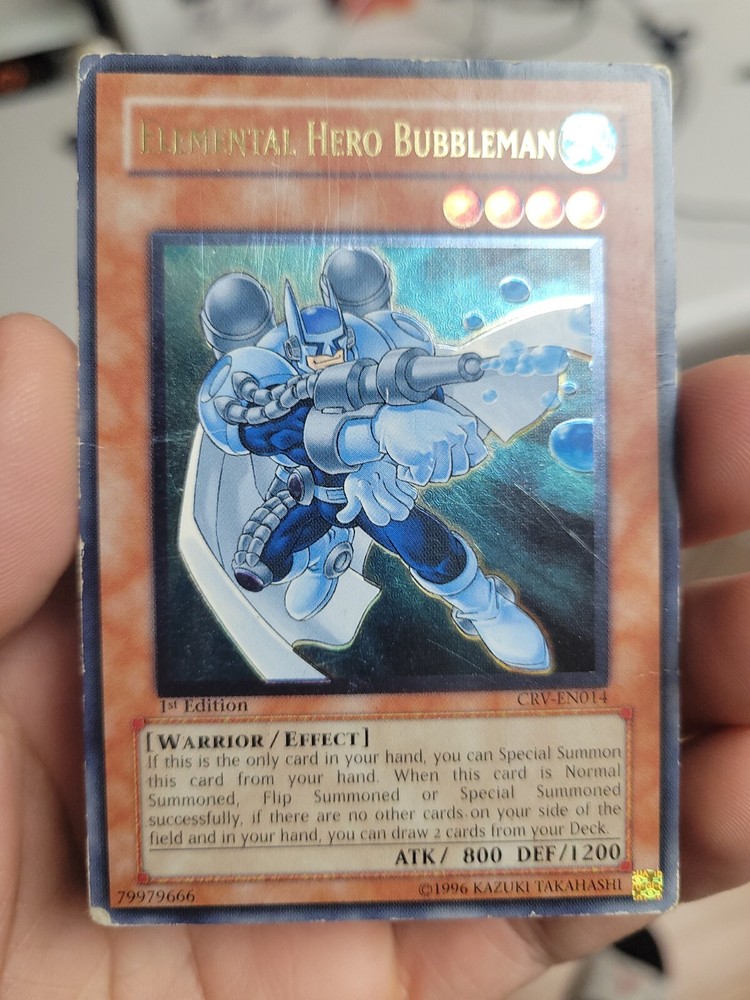 Elemental Hero Bubbleman
1st Edition
CRV-EN014
[Warrior / Effect]
If this is the only card in your hand, you can Special Summon
this card from your hand. When this card is Normal
Summoned, Flip Summoned or Special Summoned
successfully, if there are no other cards on your side of the
field and in your hand, you can draw 2 cards from your Deck.
ATK/ 800 DEF/1200
79979666
©1996 KAZUKI TAKAHASHI